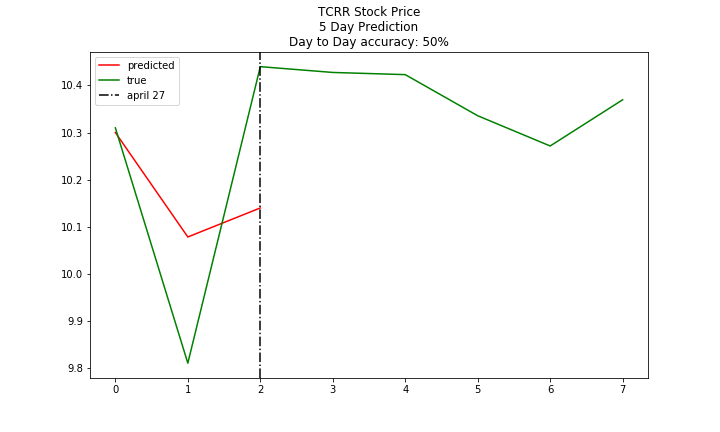 TCRR Stock Price
5 Day Prediction
Day to Day accuracy: 50%
predicted
true
april 27
10.4
10.3
10.2
10.1
10.0
9.9
9.8
0 1 2 3 4 5 6 7